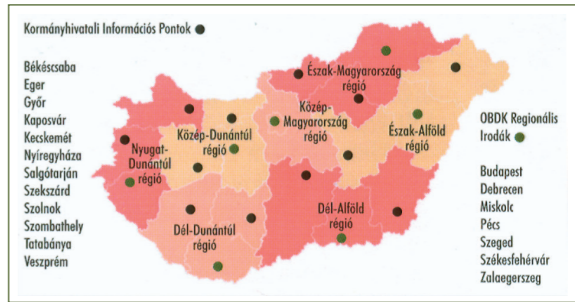 Kormányhivatali Információs Pontok
Békéscsaba
Eger
Győr
Kaposvár
Kecskemét
Nyíregyháza
Salgótarján
Szekszárd
Szolnok
Szombathely
Tatabánya
Veszprém
Észak-Magyarország
régió
Közép-
Magyarország
régió
Közép-Dunántúl
régió
Nyugat-
Dunántúl
régió
Észak-Alföld
régió
Dél-Dunántúl
régió
Dél-Alföld
régió
OBDK Regionális
Irodák
Budapest
Debrecen
Miskolc
Pécs
Szeged
Székesfehérvár
Zalaegerszeg